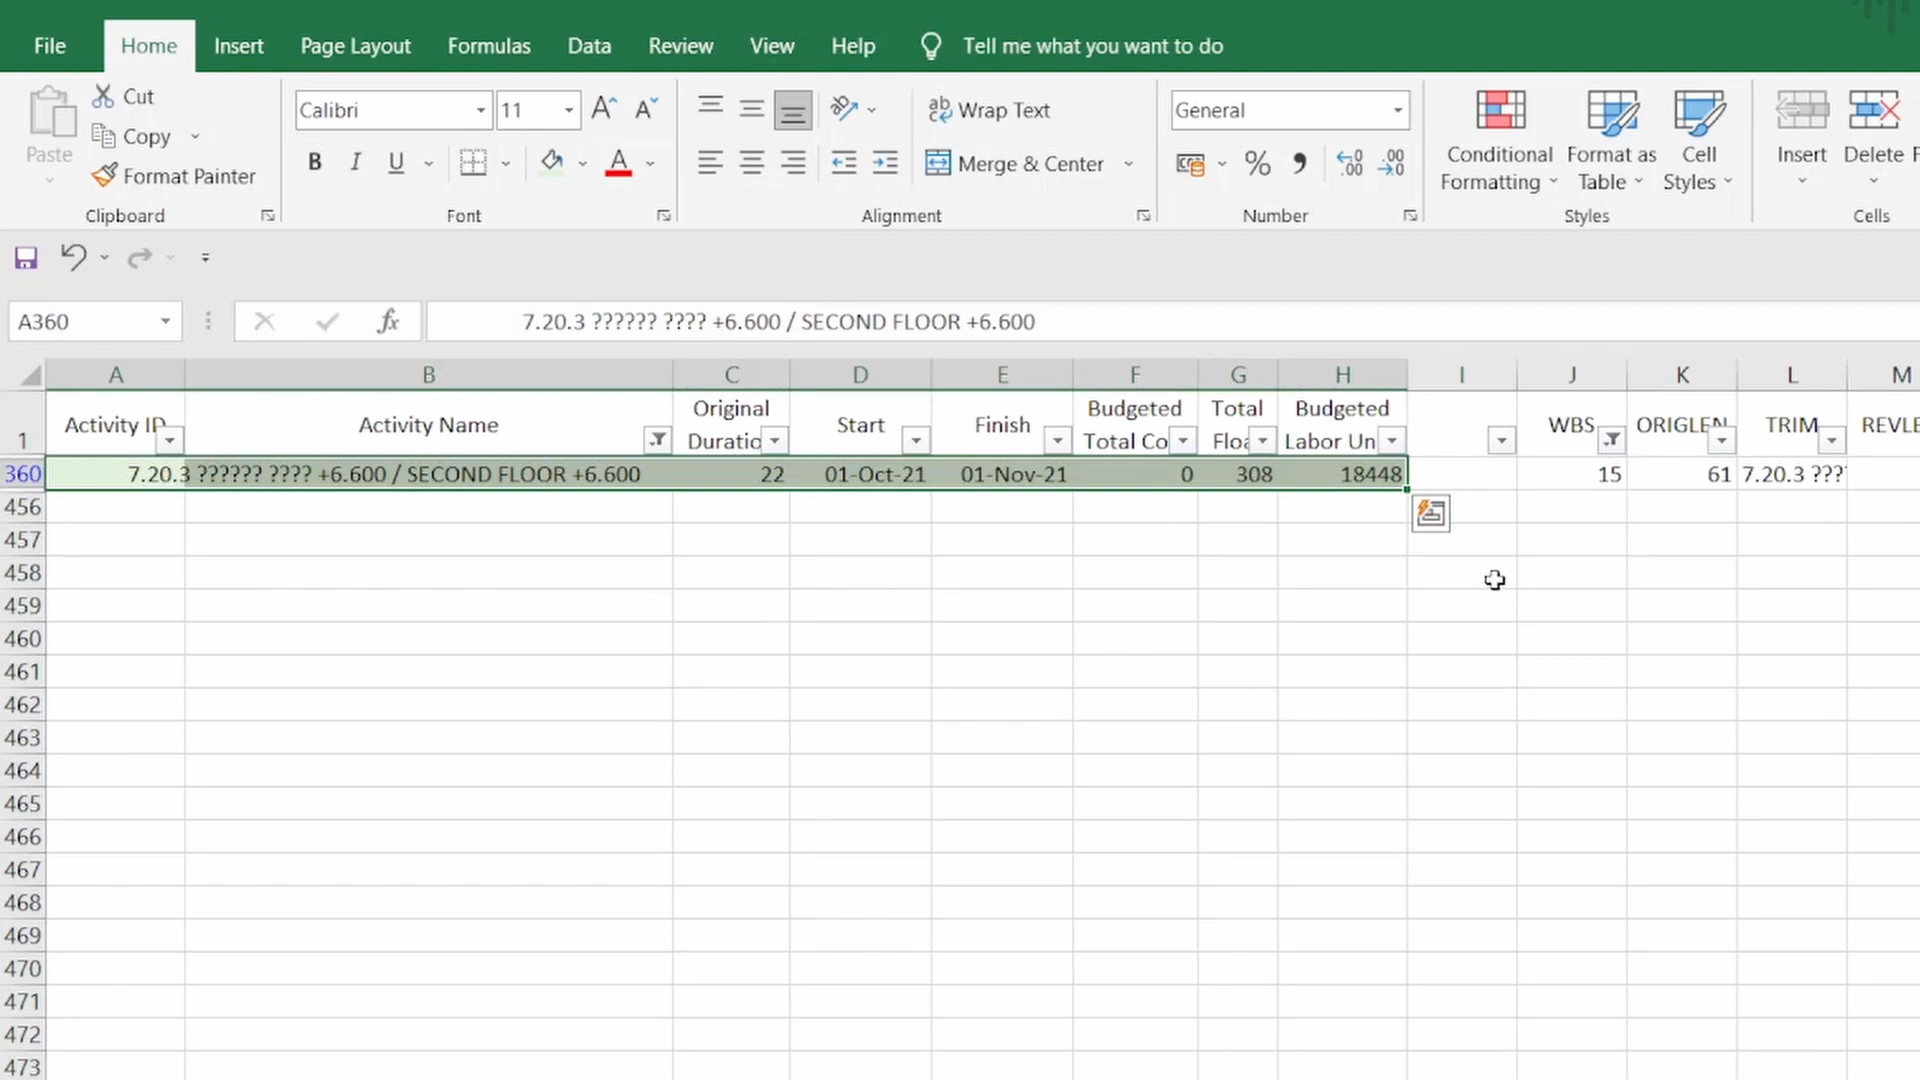 File Home Insert Page Layout Formulas Data Review View Help Tell me what you want to do
Paste Cut Copy Format Painter
Clipboard
Calibri 11 A A
B I U A
Font
ab Wrap Text
Merge & Center
Alignment
General
% , .00 .00
Number
Conditional Formatting Format as Table Cell Styles
Styles
Insert Delete F
Cells
A360 fx 7.20.3 ?????? ???? +6.600 / SECOND FLOOR +6.600
A B C D E F G H I J K L M
1 Activity ID Activity Name Original Duratio Start Finish Budgeted Total Co Total Floa Budgeted Labor Un WBS ORIGLEN TRIM REVLE
360 7.20.3 ?????? ???? +6.600 / SECOND FLOOR +6.600 22 01-Oct-21 01-Nov-21 0 308 18448 15 61 7.20.3 ???
456
457
458
459
460
461
462
463
464
465
466
467
468
469
470
471
472
473